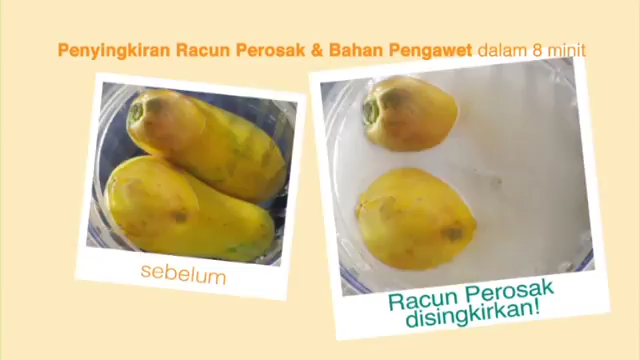 Penyingkiran Racun Perosak & Bahan Pengawet dalam 8 minit
sebelum
Racun Perosak
disingkirkan!